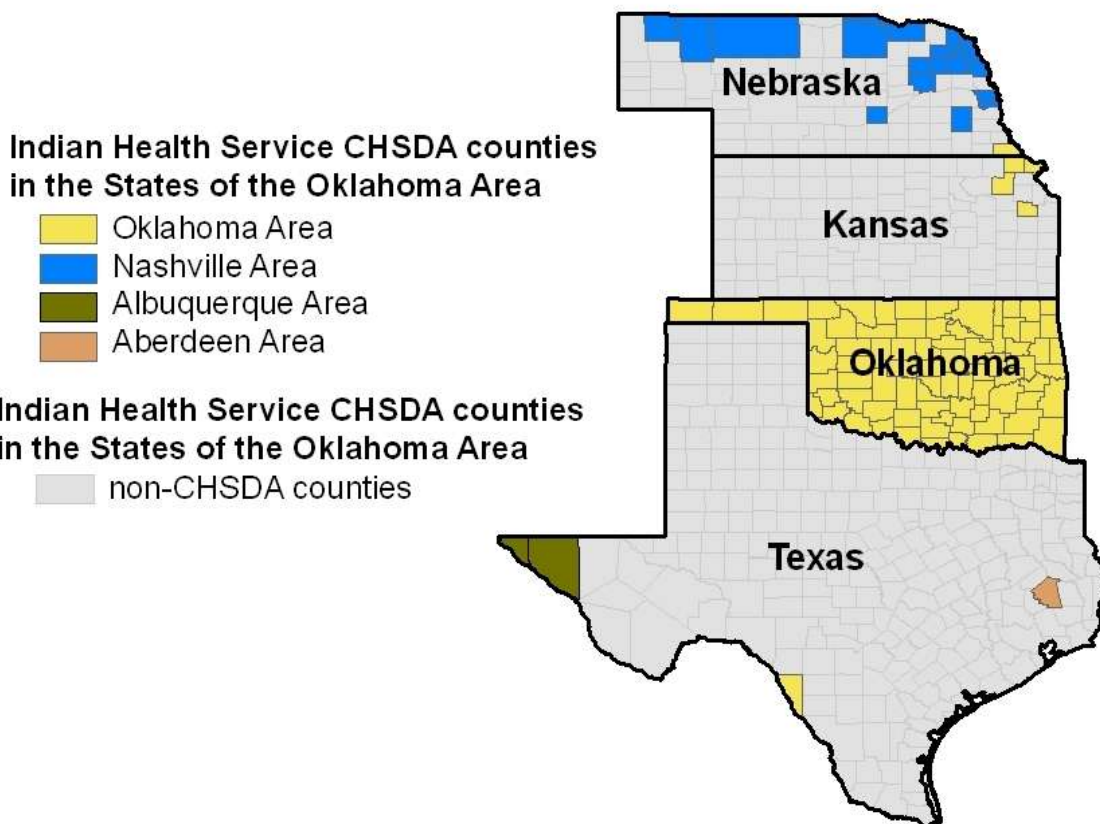 Indian Health Service CHSDA counties
in the States of the Oklahoma Area
Oklahoma Area
Nashville Area
Albuquerque Area
Aberdeen Area
Indian Health Service CHSDA counties
in the States of the Oklahoma Area
non-CHSDA counties
Nebraska
Kansas
Oklahoma
Texas